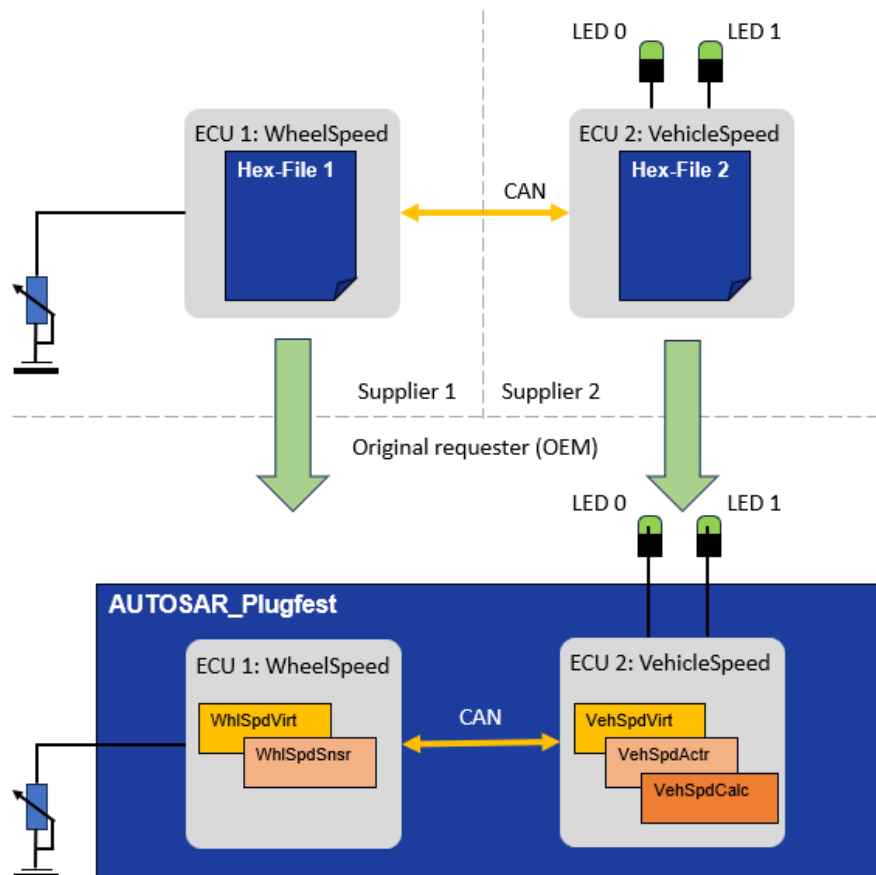 LED 0
LED 1
ECU 1: WheelSpeed
ECU 2: VehicleSpeed
Hex-File 1
Hex-File 2
CAN
Supplier 1
Supplier 2
Original requester (OEM)
LED 0
LED 1
AUTOSAR_Plugfest
ECU 1: WheelSpeed
ECU 2: VehicleSpeed
WhlSpdVirt
WhlSpdSnsr
CAN
VehSpdVirt
VehSpdActr
VehSpdCalc